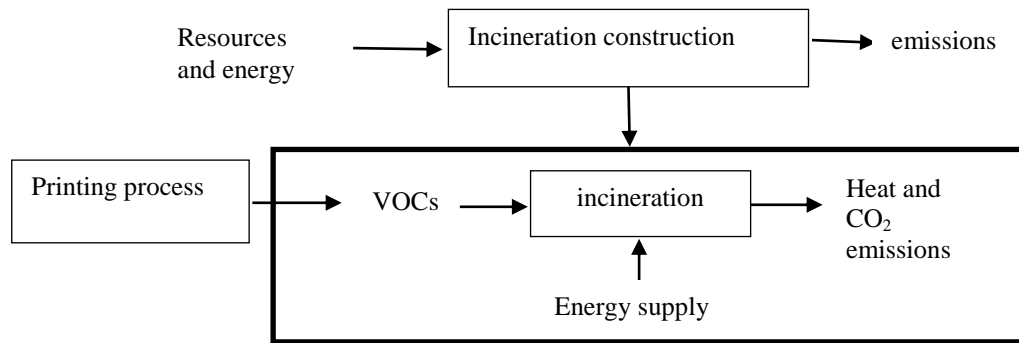 Resources
and energy
Incineration construction
emissions
Printing process
VOCs
incineration
Heat and
CO₂
emissions
Energy supply